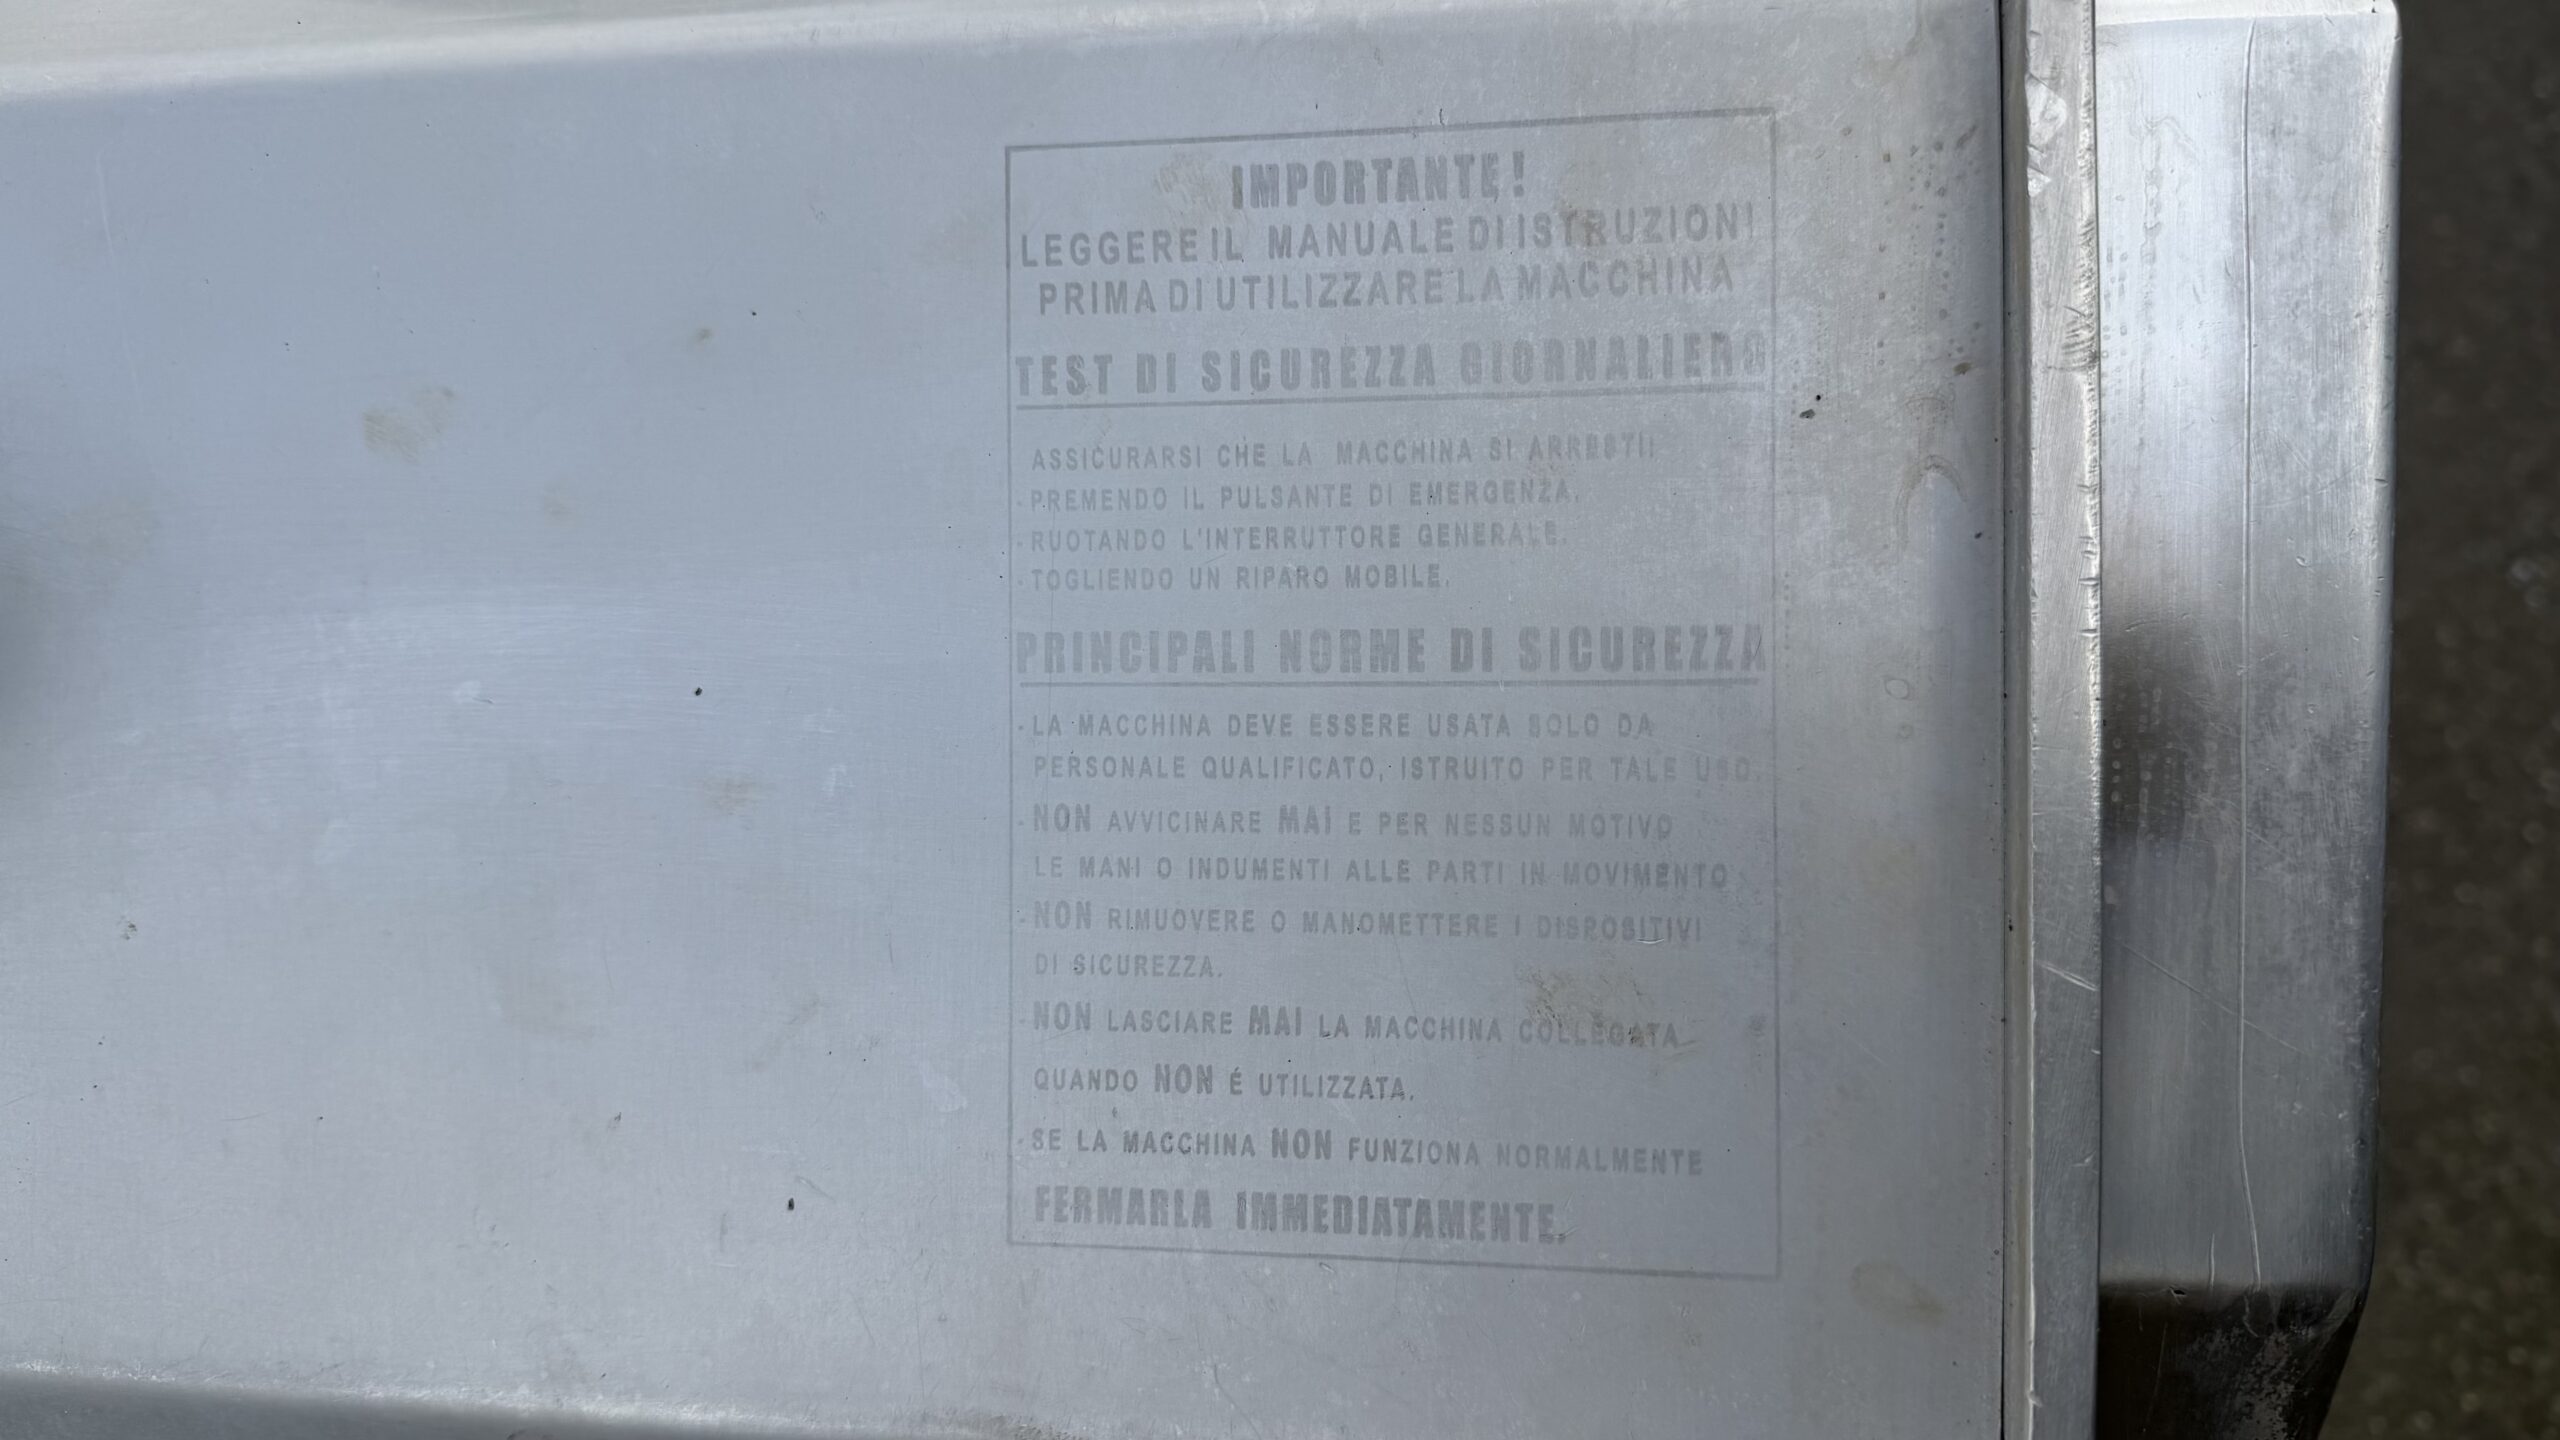 IMPORTANTE!
LEGGERE IL MANUALE DI ISTRUZIONI
PRIMA DI UTILIZZARE LA MACCHINA
TEST DI SICUREZZA GIORNALIERO
ASSICURARSI CHE LA MACCHINA SI ARRESTI:
- PREMENDO IL PULSANTE DI EMERGENZA.
- RUOTANDO L'INTERRUTTORE GENERALE.
- TOGLIENDO UN RIPARO MOBILE.
PRINCIPALI NORME DI SICUREZZA
- LA MACCHINA DEVE ESSERE USATA SOLO DA
PERSONALE QUALIFICATO, ISTRUITO PER TALE USO.
- NON AVVICINARE MAI E PER NESSUN MOTIVO
LE MANI O INDUMENTI ALLE PARTI IN MOVIMENTO
- NON RIMUOVERE O MANOMETTERE I DISPOSITIVI
DI SICUREZZA.
- NON LASCIARE MAI LA MACCHINA COLLEGATA
QUANDO NON É UTILIZZATA.
- SE LA MACCHINA NON FUNZIONA NORMALMENTE
FERMARLA IMMEDIATAMENTE.